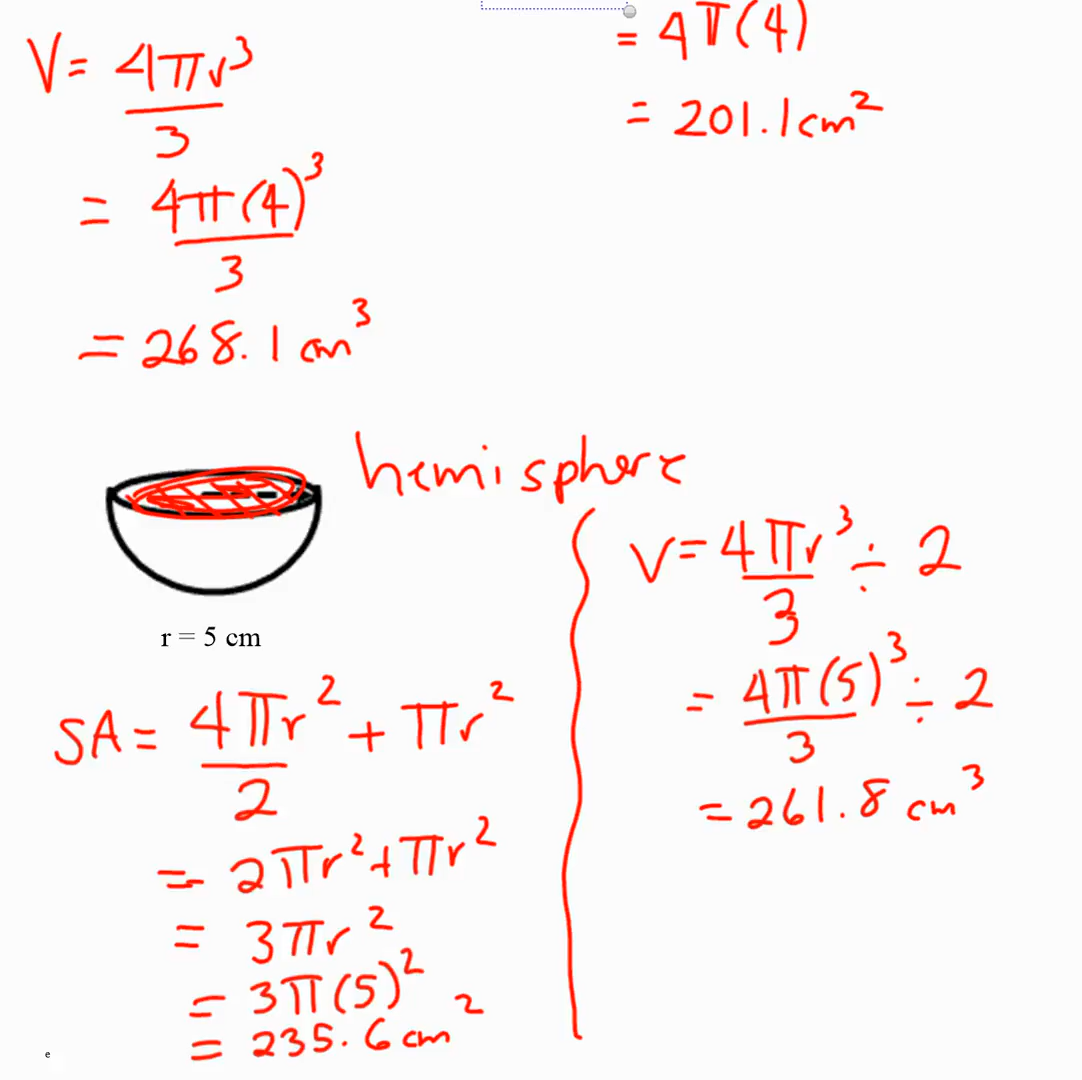 V = 4πr³/3
= 4π(4)³/3
= 268.1 cm³
= 4π(4)
= 201.1cm²
hemisphere
r = 5 cm
SA = 4πr²/2 + πr²
= 2πr² + πr²
= 3πr²
= 3π(5)²
= 235.6 cm²
V = 4πr³/3 ÷ 2
= 4π(5)³/3 ÷ 2
= 261.8 cm³
e